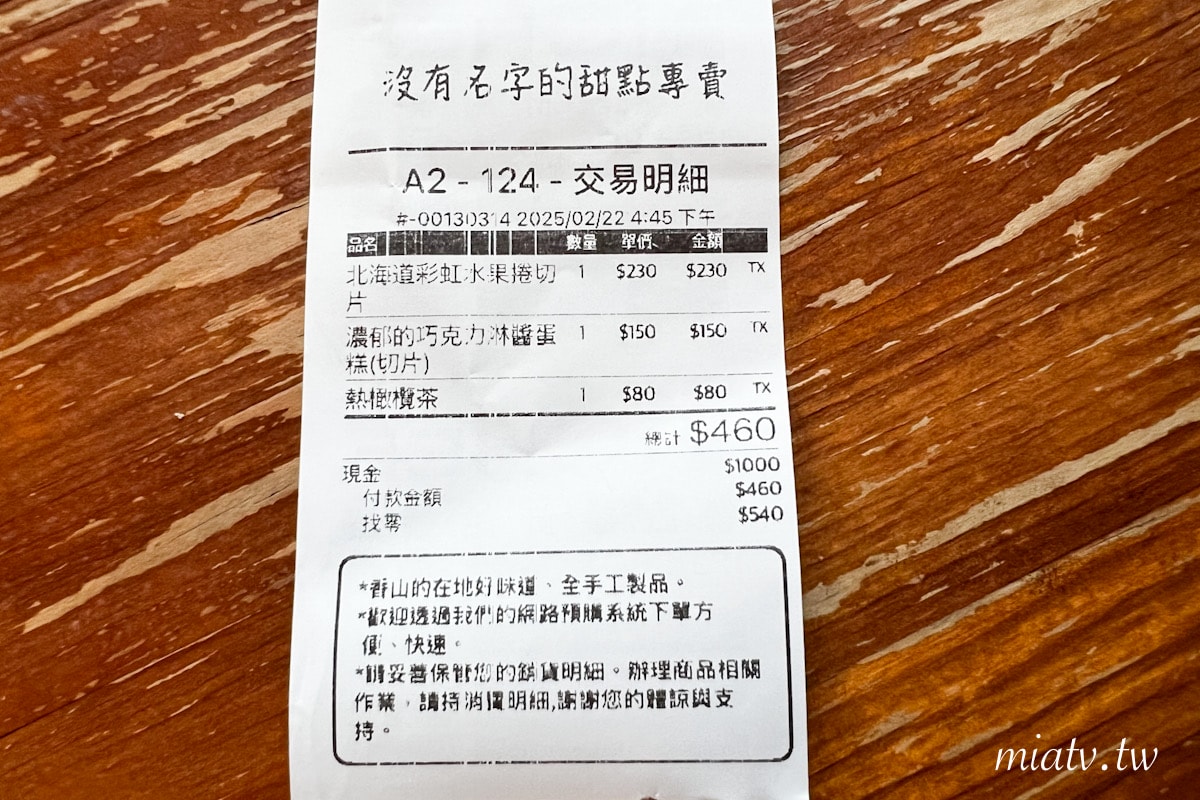 沒有名字的甜點專賣
A2 - 124 - 交易明細
#-00130314 2025/02/22 4:45 下午
品名 數量 單價 金額
北海道彩虹水果捲切 1 $230 $230 TX
片
濃郁的巧克力淋醬蛋 1 $150 $150 TX
糕(切片)
熱橄欖茶 1 $80 $80 TX
總計 $460
現金 $1000
付款金額 $460
找零 $540
*香山的在地好味道、全手工製品。
*歡迎透過我們的網路預購系統下單方
便、快速。
*請妥善保管您的銷貨明細。辦理商品相關
作業，請持消費明細,謝謝您的體諒與支
持。
miatv.tw